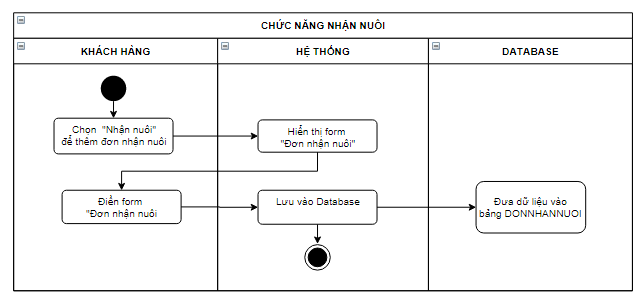 CHỨC NĂNG NHẬN NUÔI
KHÁCH HÀNG
HỆ THỐNG
DATABASE
Chọn "Nhận nuôi"
để thêm đơn nhận nuôi
Hiển thị form
"Đơn nhận nuôi"
Điền form
"Đơn nhận nuôi
Lưu vào Database
Đưa dữ liệu vào
bảng DONNHANNUOI